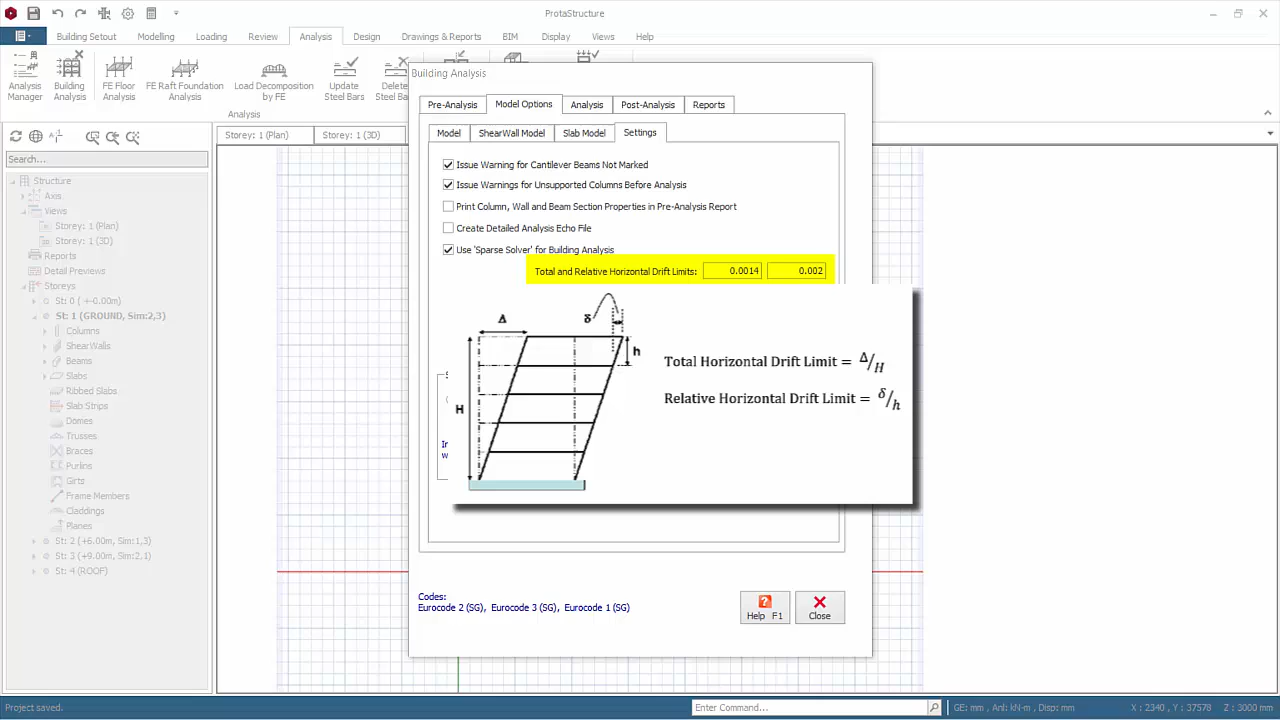 ProtaStructure
Building Setout
Modelling
Loading
Review
Analysis
Design
Drawings & Reports
BIM
Display
Views
Help
Analysis Manager
Building Analysis
FE Floor Analysis
FE Raft Foundation Analysis
Load Decomposition by FE
Update Steel Bars
Delete Steel Ba
Analysis
Search...
Structure
Axis
Views
Storey: 1 (Plan)
Storey: 1 (3D)
Reports
Detail Previews
Storeys
St: 0 ( +-0.00m)
St: 1 (GROUND, Sim:2,3)
Columns
ShearWalls
Beams
Slabs
Ribbed Slabs
Slab Strips
Domes
Trusses
Braces
Purlins
Girts
Frame Members
Claddings
Planes
St: 2 (+6.00m, Sim:1,3)
St: 3 (+9.00m, Sim:2,1)
St: 4 (ROOF)
Storey: 1 (Plan)
Storey: 1 (3D)
Building Analysis
Pre-Analysis
Model Options
Analysis
Post-Analysis
Reports
Model
ShearWall Model
Slab Model
Settings
Issue Warning for Cantilever Beams Not Marked
Issue Warnings for Unsupported Columns Before Analysis
Print Column, Wall and Beam Section Properties in Pre-Analysis Report
Create Detailed Analysis Echo File
Use 'Sparse Solver' for Building Analysis
Total and Relative Horizontal Drift Limits: 0.0014 0.002
Δ
δ
h
H
Total Horizontal Drift Limit = Δ/H
Relative Horizontal Drift Limit = δ/h
Codes:
Eurocode 2 (SG), Eurocode 3 (SG), Eurocode 1 (SG)
Help F1
Close
Project saved.
Enter Command...
GE: mm , Anl: kN-m , Disp: mm
X : 2340 , Y : 37578
Z : 3000 mm